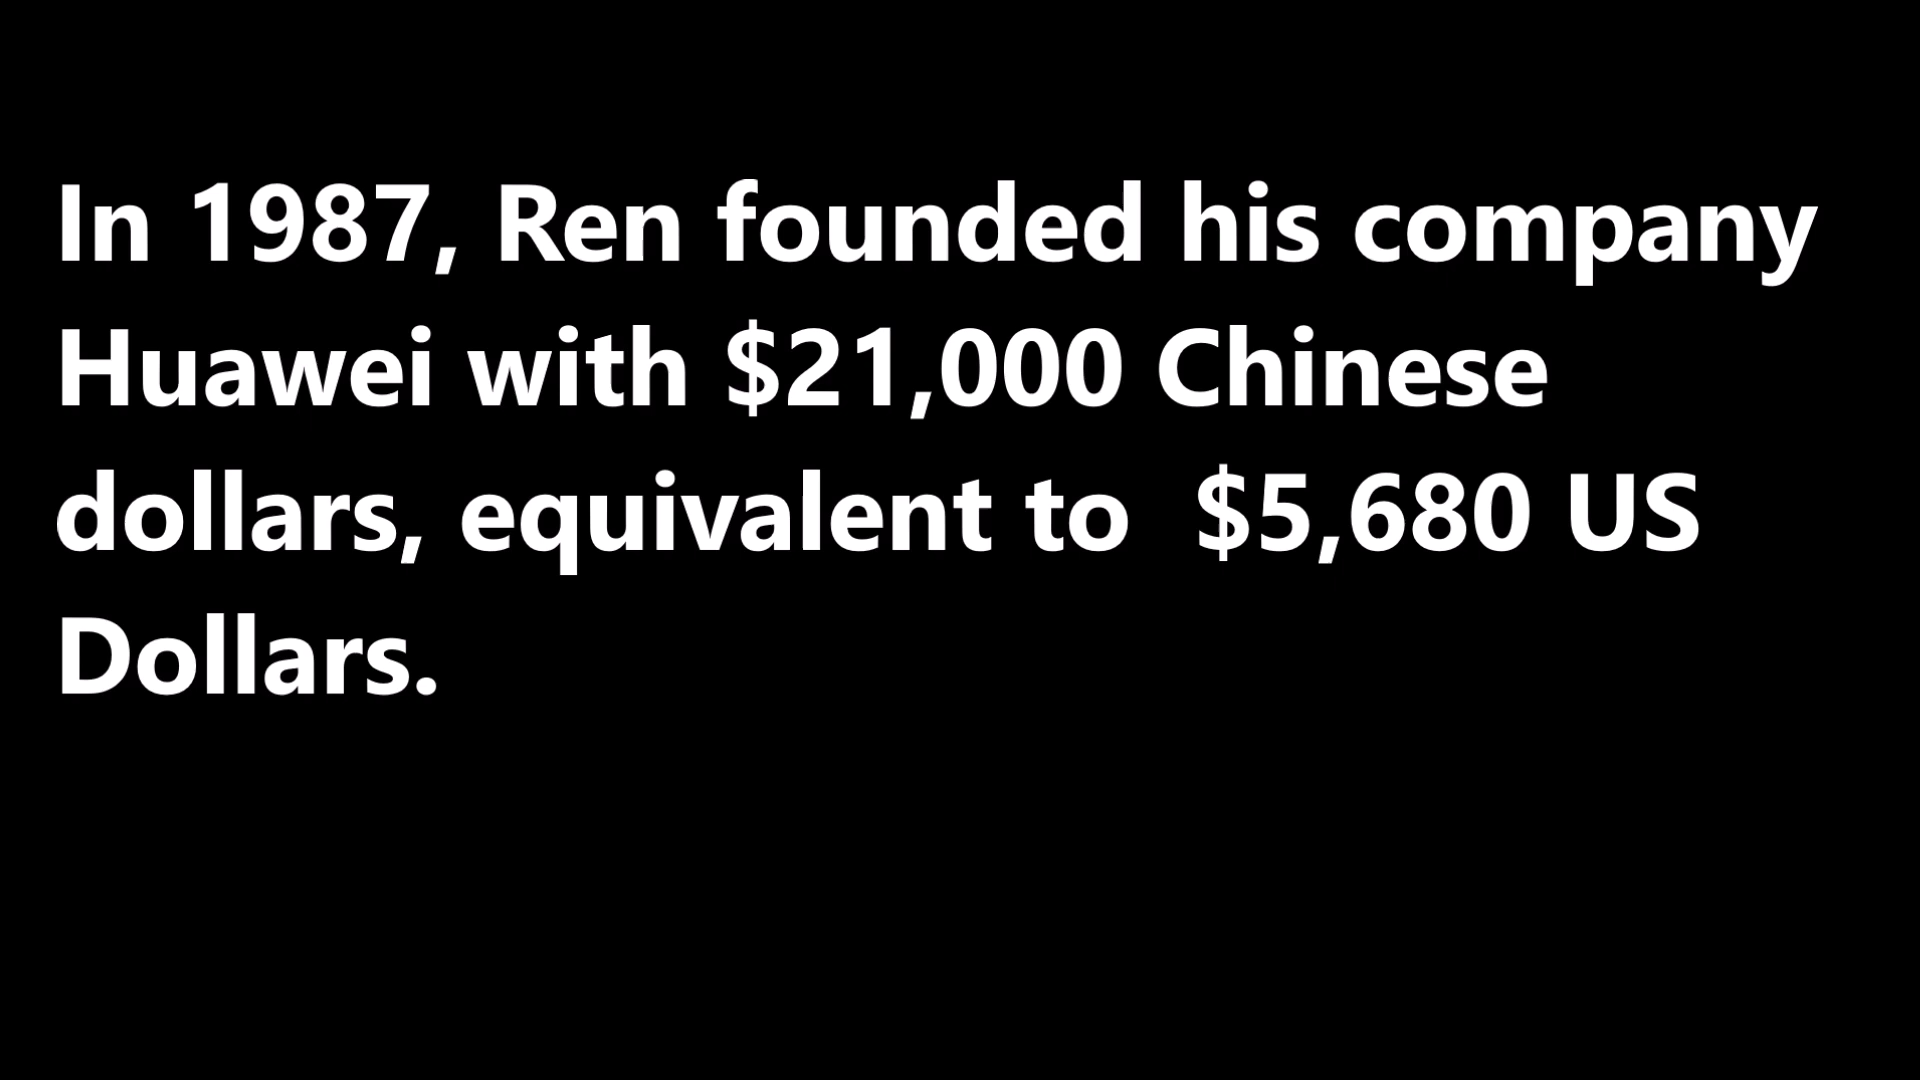 In 1987, Ren founded his company
Huawei with $21,000 Chinese
dollars, equivalent to  $5,680 US
Dollars.